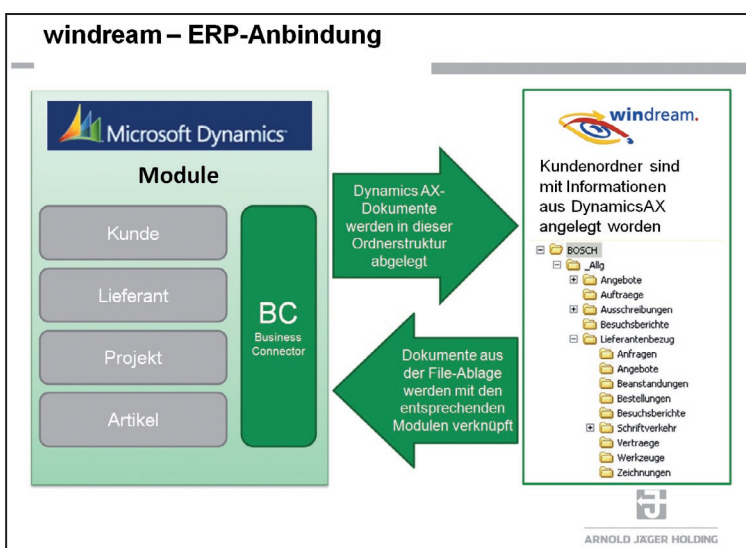 windream – ERP-Anbindung
Microsoft Dynamics
Module
Kunde
Lieferant
Projekt
Artikel
BC
Business
Connector
Dynamics AX-
Dokumente
werden in dieser
Ordnerstruktur
abgelegt
Dokumente aus
der File-Ablage
werden mit den
entsprechenden
Modulen verknüpft
windream.
Kundenordner sind
mit Informationen
aus DynamicsAX
angelegt worden
BOSCH
_Allg
Angebote
Auftraege
Ausschreibungen
Besuchsberichte
Lieferantenbezug
Anfragen
Angebote
Beanstandungen
Bestellungen
Besuchsberichte
Schriftverkehr
Vertraege
Werkzeuge
Zeichnungen
ARNOLD JÄGER HOLDING